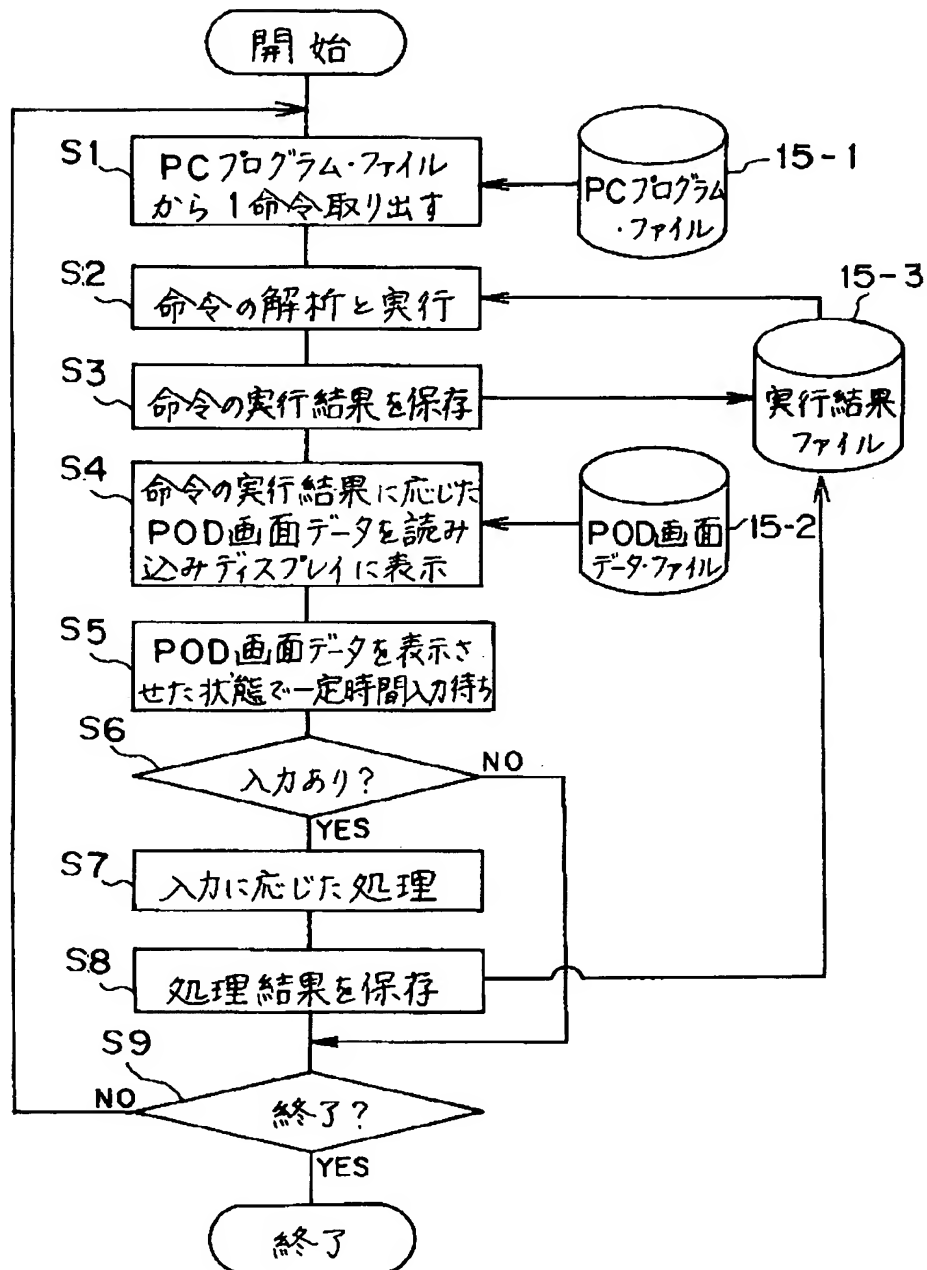 開始
S1
PCプログラム・ファイル
から1命令取り出す
15-1
PCプログラム
・ファイル
S2
命令の解析と実行
15-3
実行結果
ファイル
S3
命令の実行結果を保存
S4
命令の実行結果に応じた
POD画面データを読み
込みディスプレイに表示
15-2
POD画面
データ・ファイル
S5
POD画面データを表示さ
せた状態で一定時間入力待ち
S6
入力あり?
NO
YES
S7
入力に応じた処理
S8
処理結果を保存
S9
終了?
NO
YES
終了